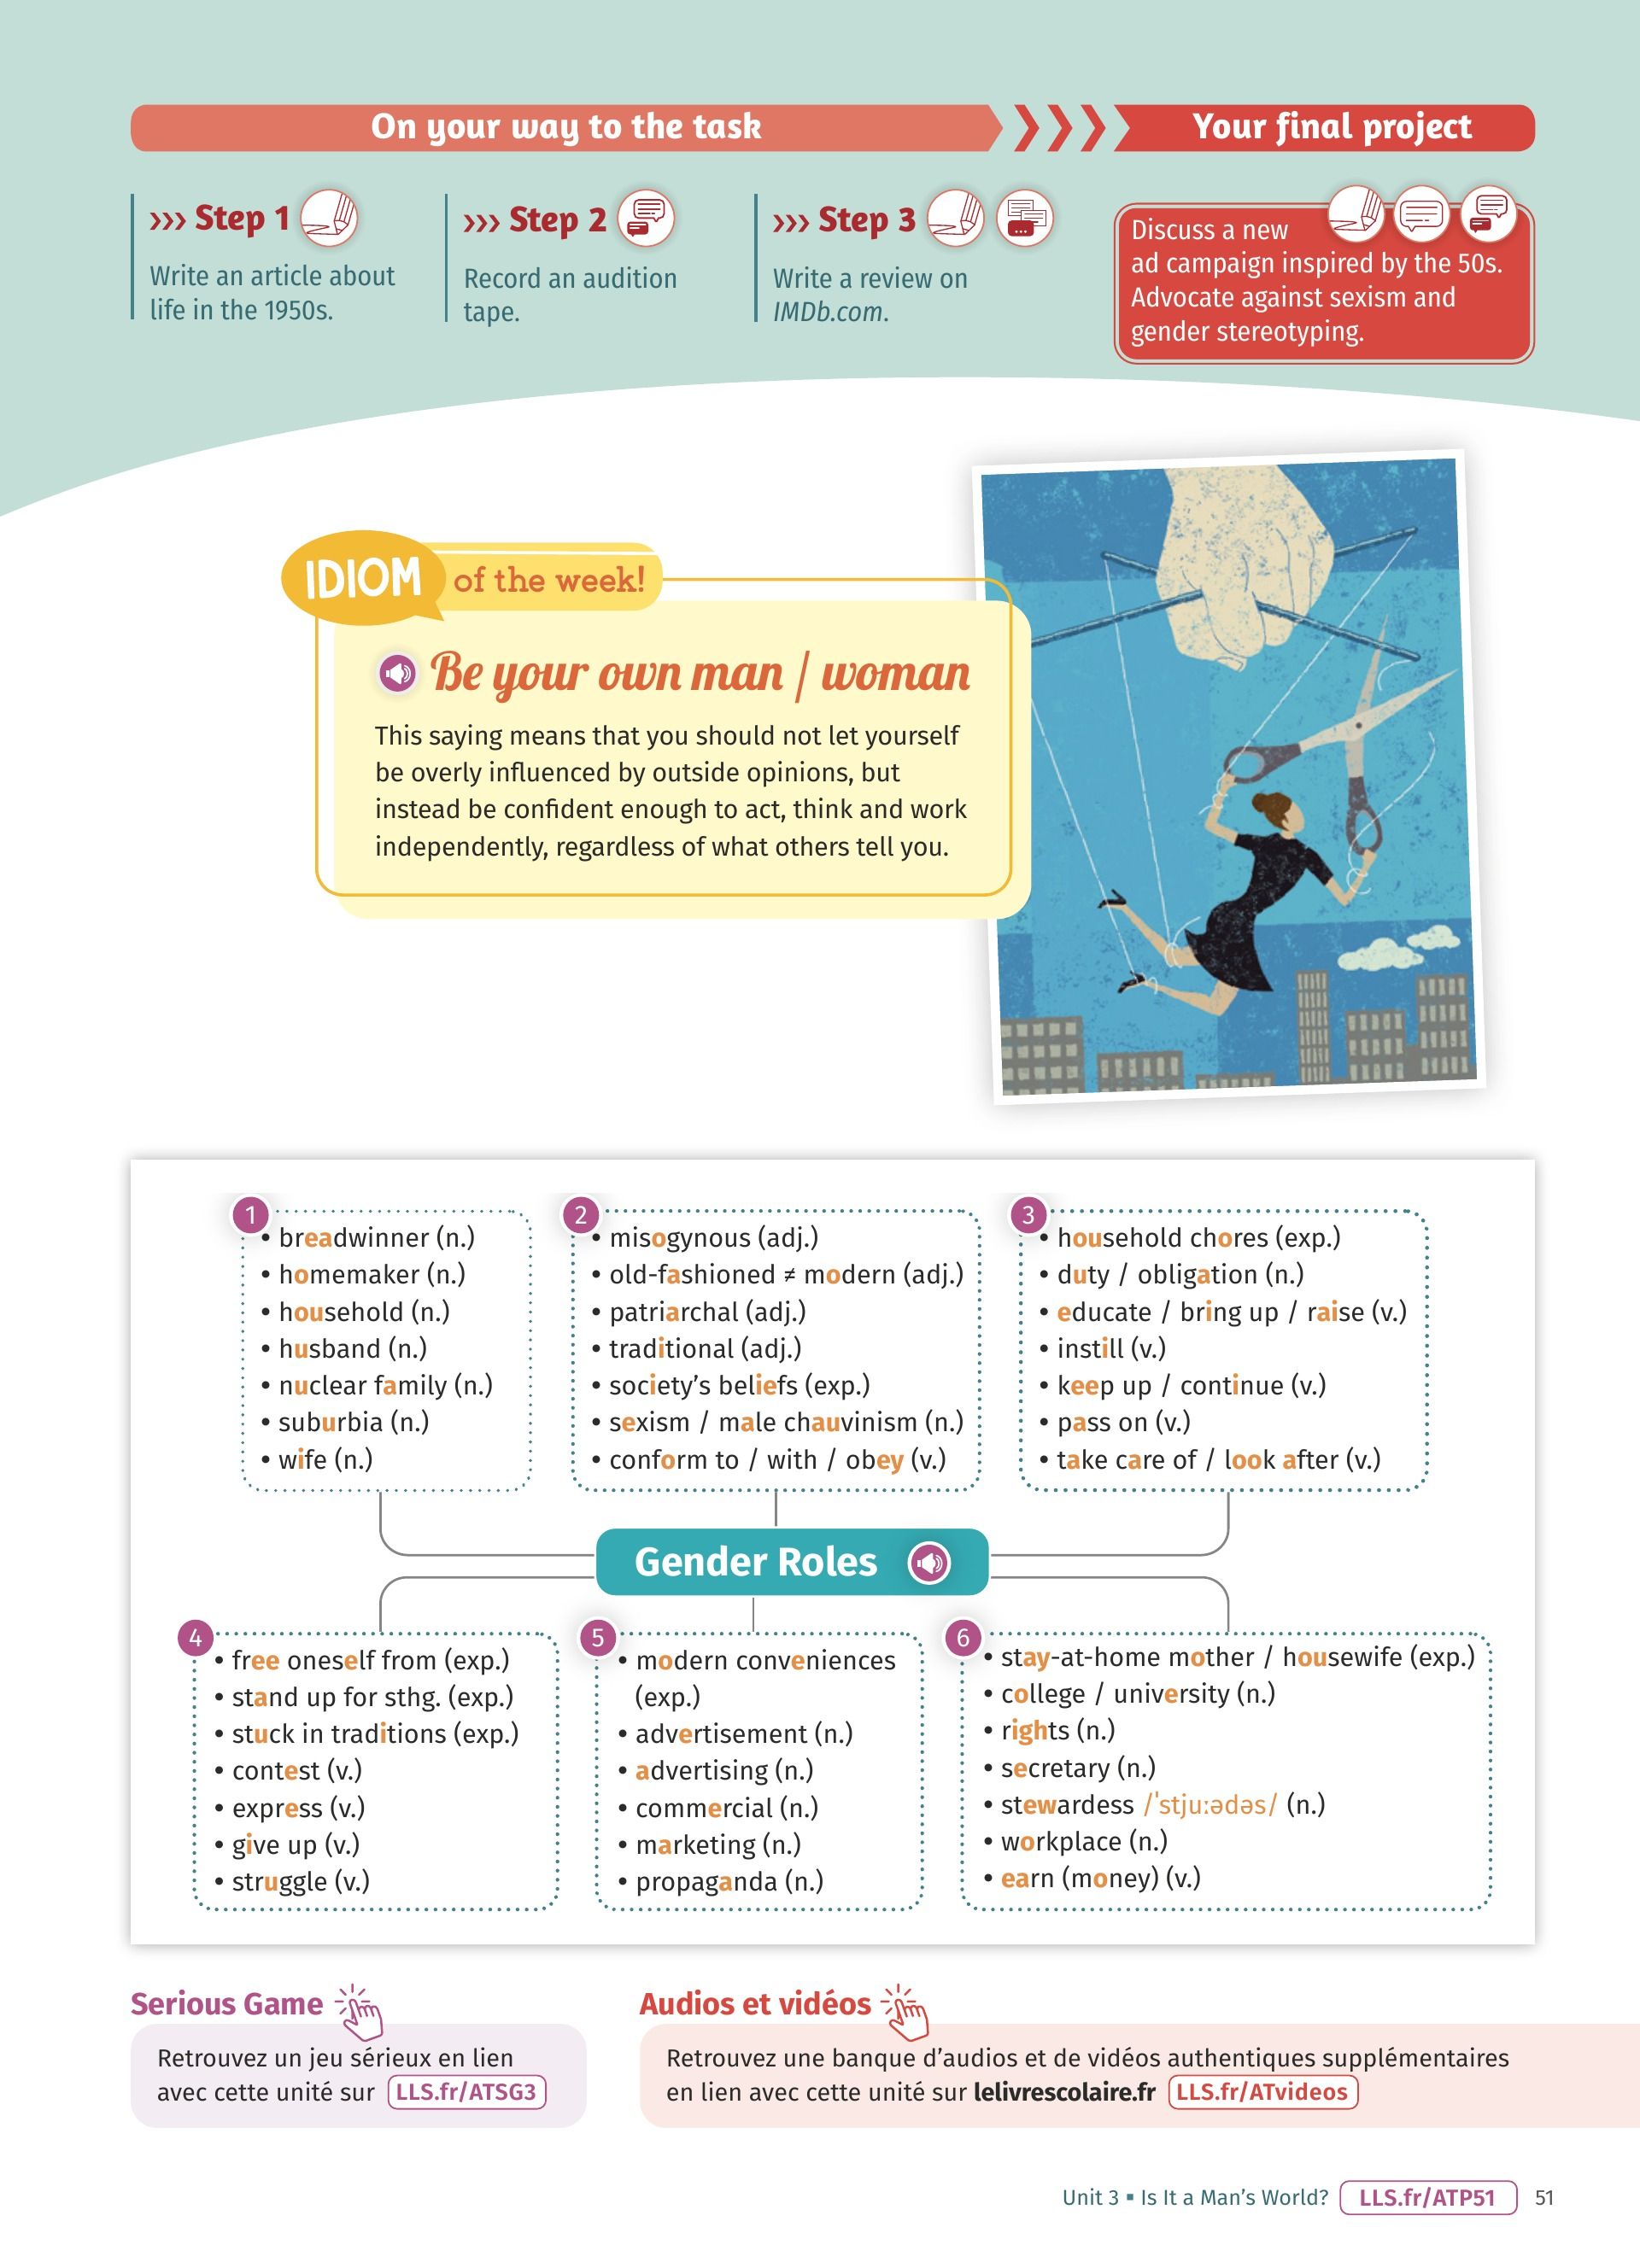 On your way to the task
Your final project
››› Step 1
Write an article about
life in the 1950s.
››› Step 2
Record an audition
tape.
››› Step 3
Write a review on
IMDb.com.
Discuss a new
ad campaign inspired by the 50s.
Advocate against sexism and
gender stereotyping.
IDIOM of the week!
Be your own man / woman
This saying means that you should not let yourself
be overly influenced by outside opinions, but
instead be confident enough to act, think and work
independently, regardless of what others tell you.
1
• breadwinner (n.)
• homemaker (n.)
• household (n.)
• husband (n.)
• nuclear family (n.)
• suburbia (n.)
• wife (n.)
2
• misogynous (adj.)
• old-fashioned ≠ modern (adj.)
• patriarchal (adj.)
• traditional (adj.)
• society’s beliefs (exp.)
• sexism / male chauvinism (n.)
• conform to / with / obey (v.)
3
• household chores (exp.)
• duty / obligation (n.)
• educate / bring up / raise (v.)
• instill (v.)
• keep up / continue (v.)
• pass on (v.)
• take care of / look after (v.)
Gender Roles
4
• free oneself from (exp.)
• stand up for sthg. (exp.)
• stuck in traditions (exp.)
• contest (v.)
• express (v.)
• give up (v.)
• struggle (v.)
5
• modern conveniences
(exp.)
• advertisement (n.)
• advertising (n.)
• commercial (n.)
• marketing (n.)
• propaganda (n.)
6
• stay-at-home mother / housewife (exp.)
• college / university (n.)
• rights (n.)
• secretary (n.)
• stewardess /ˈstjuːədəs/ (n.)
• workplace (n.)
• earn (money) (v.)
Serious Game
Retrouvez un jeu sérieux en lien
avec cette unité sur LLS.fr/ATSG3
Audios et vidéos
Retrouvez une banque d’audios et de vidéos authentiques supplémentaires
en lien avec cette unité sur lelivrescolaire.fr LLS.fr/ATvideos
Unit 3 ▪ Is It a Man’s World? LLS.fr/ATP51 51